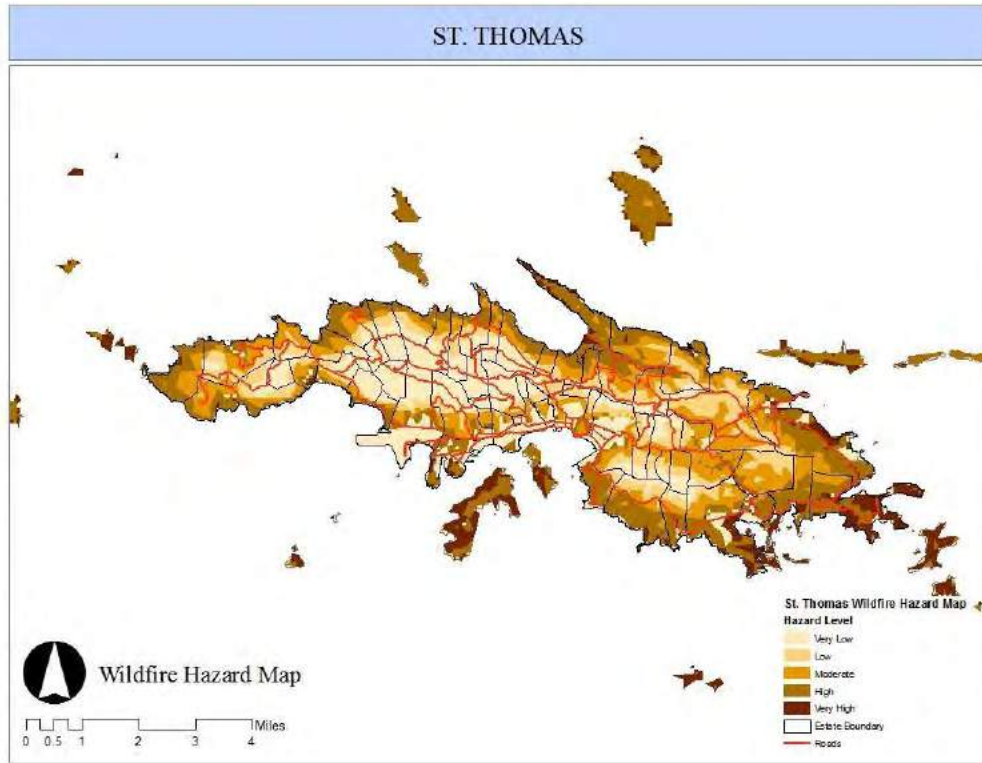 ST. THOMAS
St. Thomas Wildfire Hazard Map
Hazard Level
Very Low
Low
Moderate
High
Very High
Estate Boundary
Roads
Wildfire Hazard Map
Miles
0 0.5 1 2 3 4